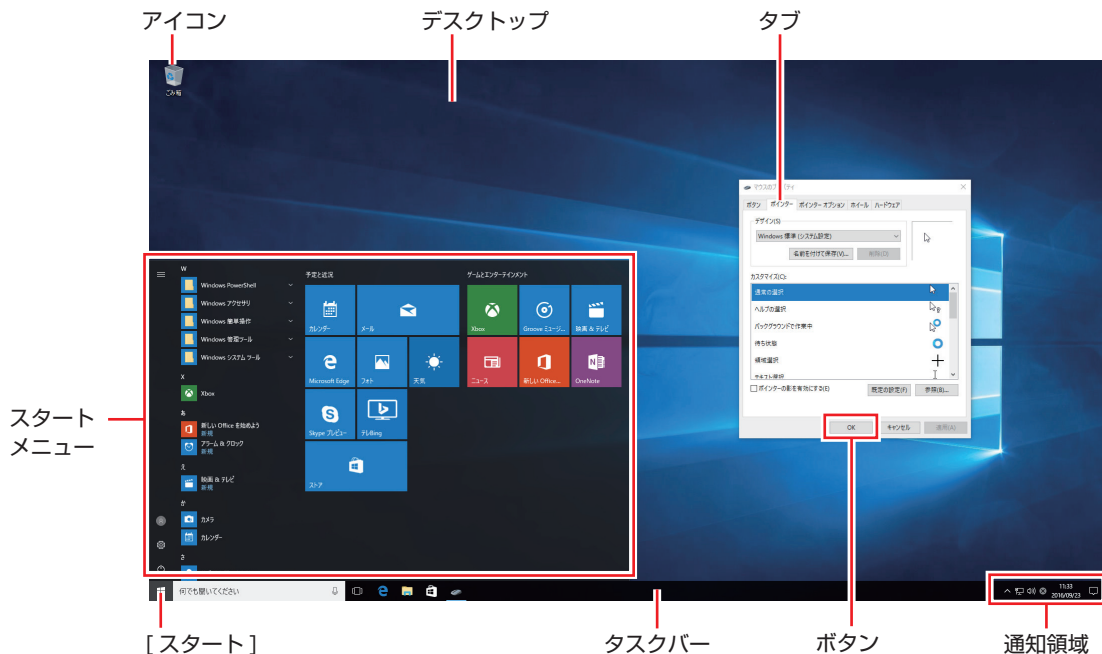 アイコン
デスクトップ
タブ
ごみ箱
マウスのプロパティ
ボタン ポインター ポインター オプション ホイール ハードウェア
デザイン(S)
Windows 標準 (システム設定)
名前を付けて保存(V)... 削除(D)
カスタマイズ(C):
通常の選択
ヘルプの選択
バックグラウンドで作業中
待ち状態
領域選択
テキスト選択
ポインターの影を有効にする(E) 既定の設定(F) 参照(B)...
OK キャンセル 適用(A)
スタート
メニュー
W
Windows PowerShell
Windows アクセサリ
Windows 簡単操作
Windows 管理ツール
Windows システム ツール
X
Xbox
あ
新しい Office を始めよう
新規
アラーム & クロック
新規
え
映画 & テレビ
新規
か
カメラ
カレンダー
さ
予定と近況
カレンダー メール
Microsoft Edge フォト 天気
Skype プレビュー テレBing
ストア
ゲームとエンターテインメント
Xbox Groove ミュージ... 映画 & テレビ
ニュース 新しい Office... OneNote
何でも聞いてください
11:33
2016/09/23
[ スタート ]
タスクバー
ボタン
通知領域